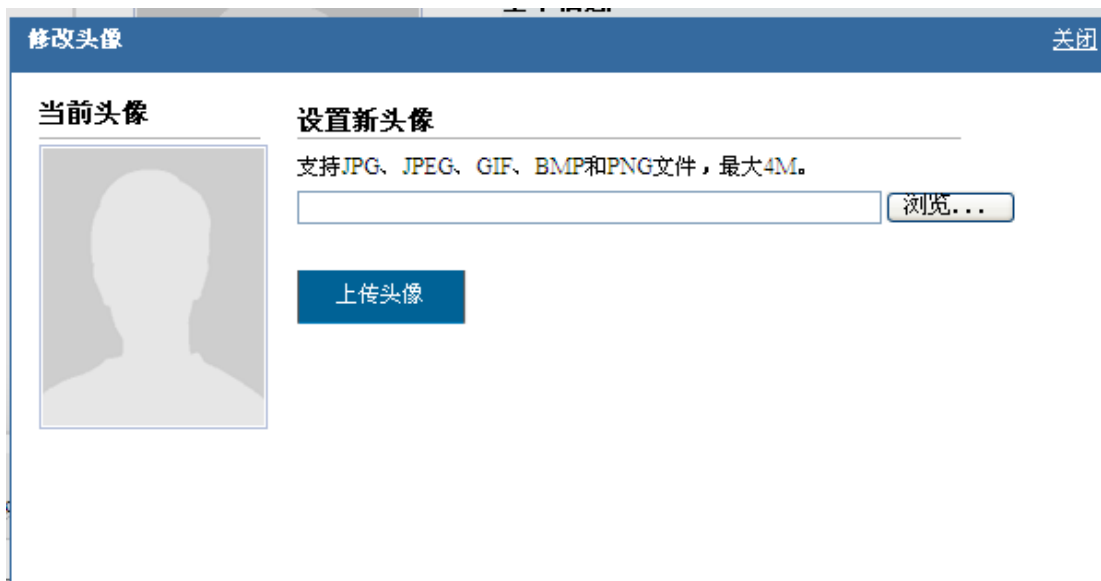 修改头像
关闭
当前头像
设置新头像
支持JPG、JPEG、GIF、BMP和PNG文件，最大4M。
浏览...
上传头像